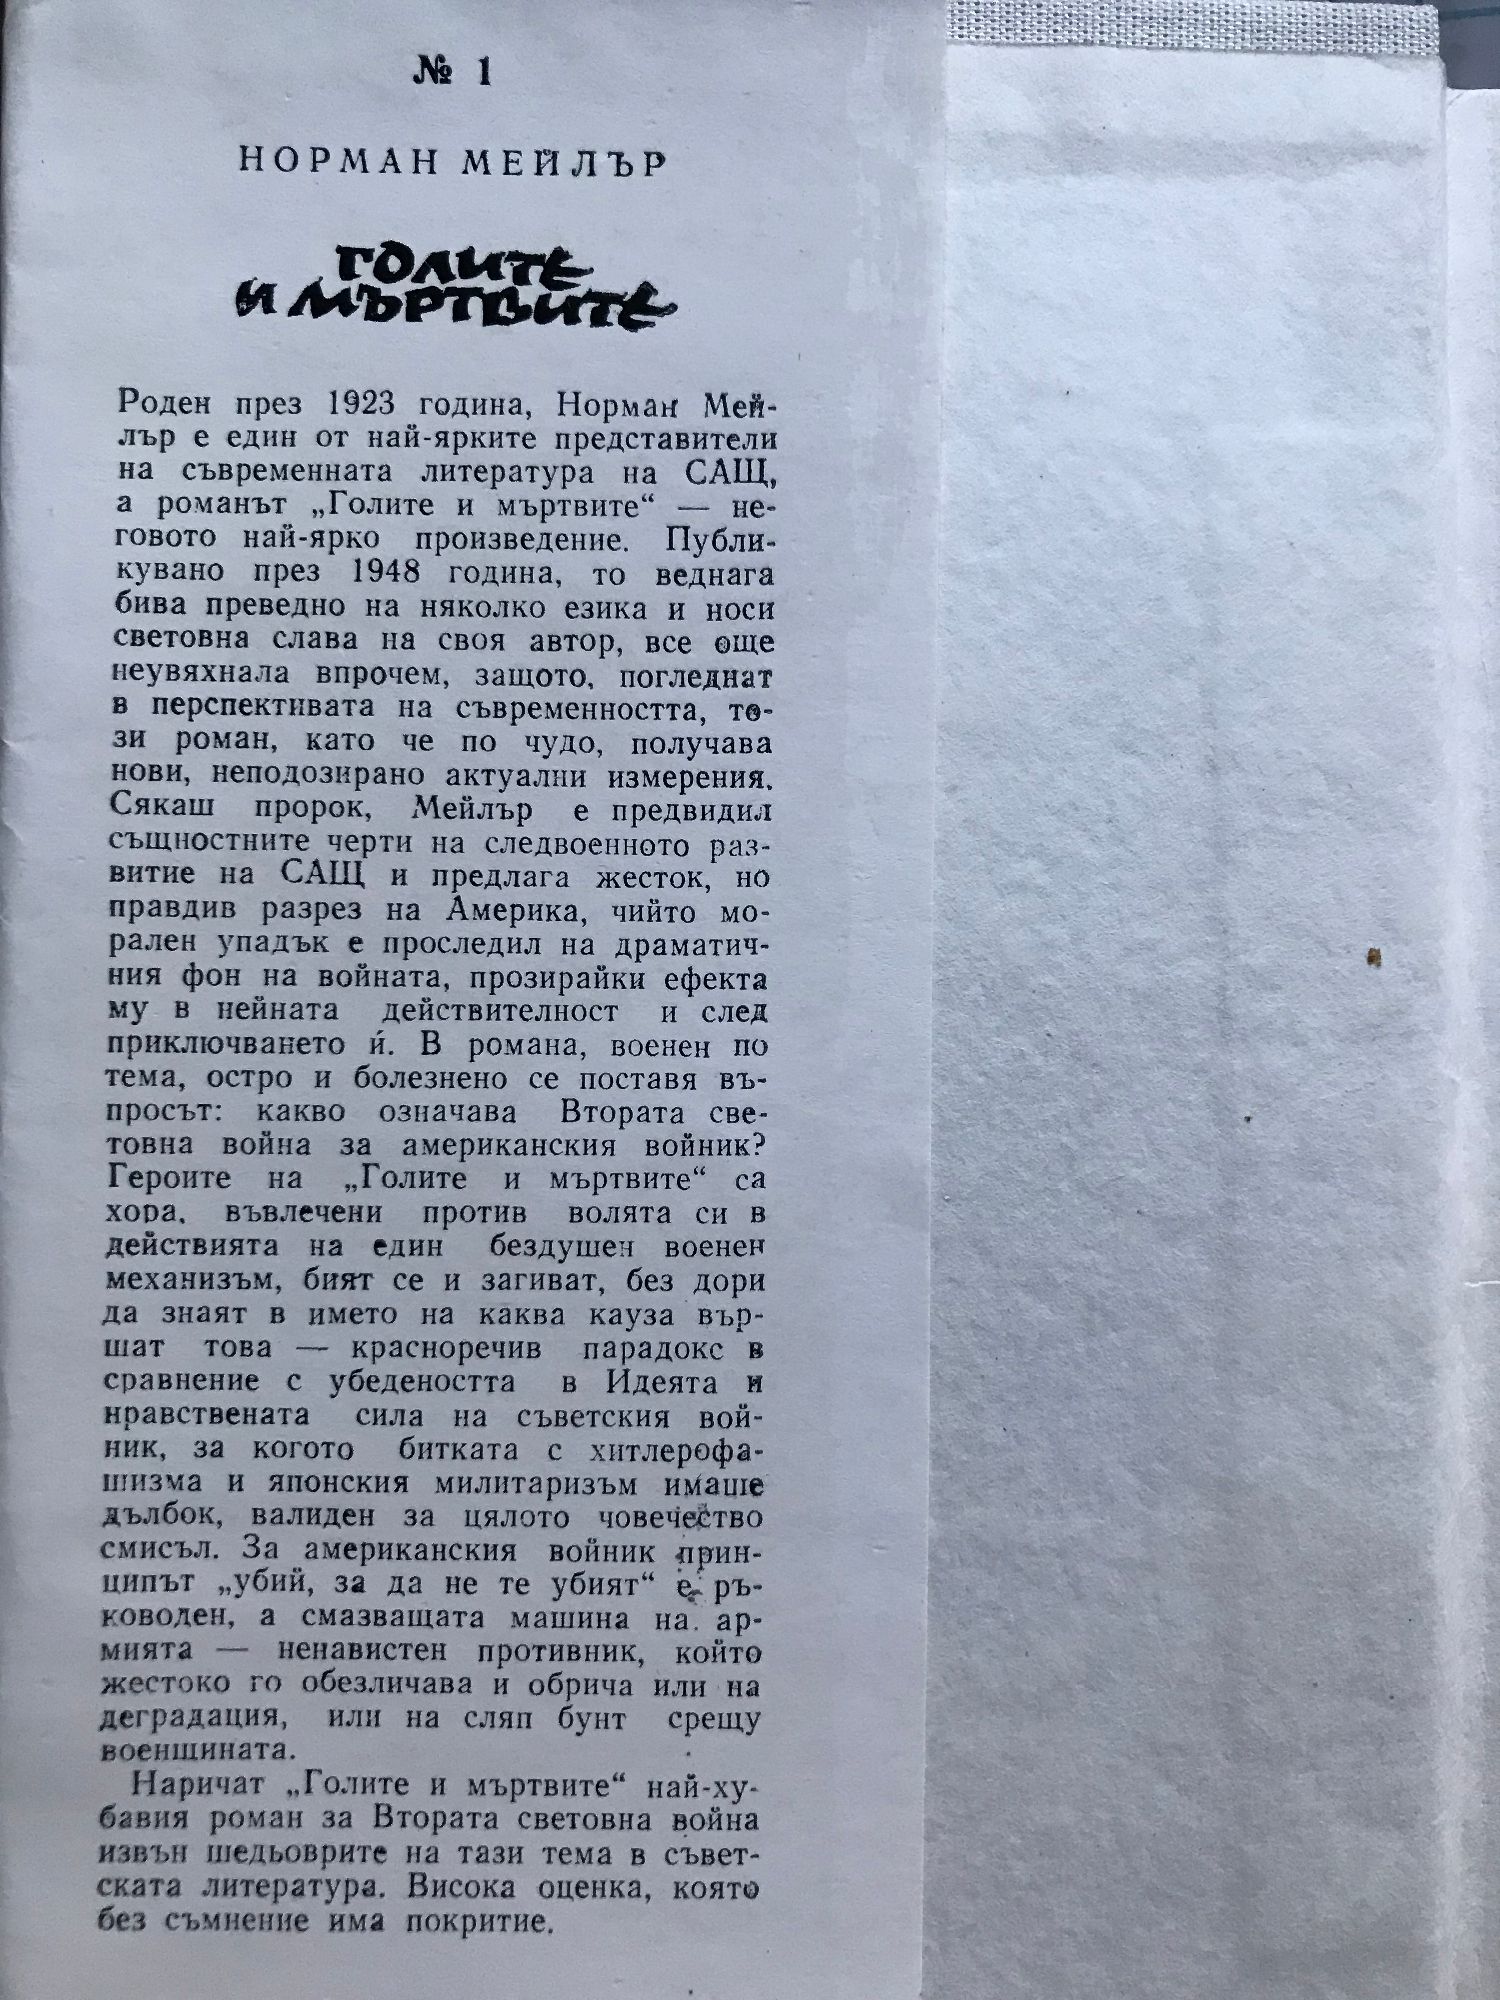 № 1
НОРМАН МЕЙЛЪР
ГОЛИТЕ
И МЪРТВИТЕ
Роден през 1923 година, Норман Мей-
лър е един от най-ярките представители
на съвременната литература на САЩ,
а романът „Голите и мъртвите“ — не-
говото най-ярко произведение. Публи-
кувано през 1948 година, то веднага
бива преведно на няколко езика и носи
световна слава на своя автор, все още
неувяхнала впрочем, защото, погледнат
в перспективата на съвременността, то-
зи роман, като че по чудо, получава
нови, неподозирано актуални измерения.
Сякаш пророк, Мейлър е предвидил
същностните черти на следвоенното раз-
витие на САЩ и предлага жесток, но
правдив разрез на Америка, чийто мо-
рален упадък е проследил на драматич-
ния фон на войната, прозирайки ефекта
му в нейната действителност и след
приключването ѝ. В романа, военен по
тема, остро и болезнено се поставя въ-
просът: какво означава Втората све-
товна война за американския войник?
Героите на „Голите и мъртвите“ са
хора, въвлечени против волята си в
действията на един бездушен военен
механизъм, бият се и загиват, без дори
да знаят в името на каква кауза вър-
шат това — красноречив парадокс в
сравнение с убедеността в Идеята и
нравствената сила на съветския вой-
ник, за когото битката с хитлерофа-
шизма и японския милитаризъм имаше
дълбок, валиден за цялото човечество
смисъл. За американския войник прин-
ципът „убий, за да не те убият“ е ръ-
ководен, а смазващата машина на. ар-
мията — ненавистен противник, който
жестоко го обезличава и обрича или на
деградация, или на сляп бунт срещу
военщината.
Наричат „Голите и мъртвите“ най-ху-
бавия роман за Втората световна война
извън шедьоврите на тази тема в съвет-
ската литература. Висока оценка, която
без съмнение има покритие.